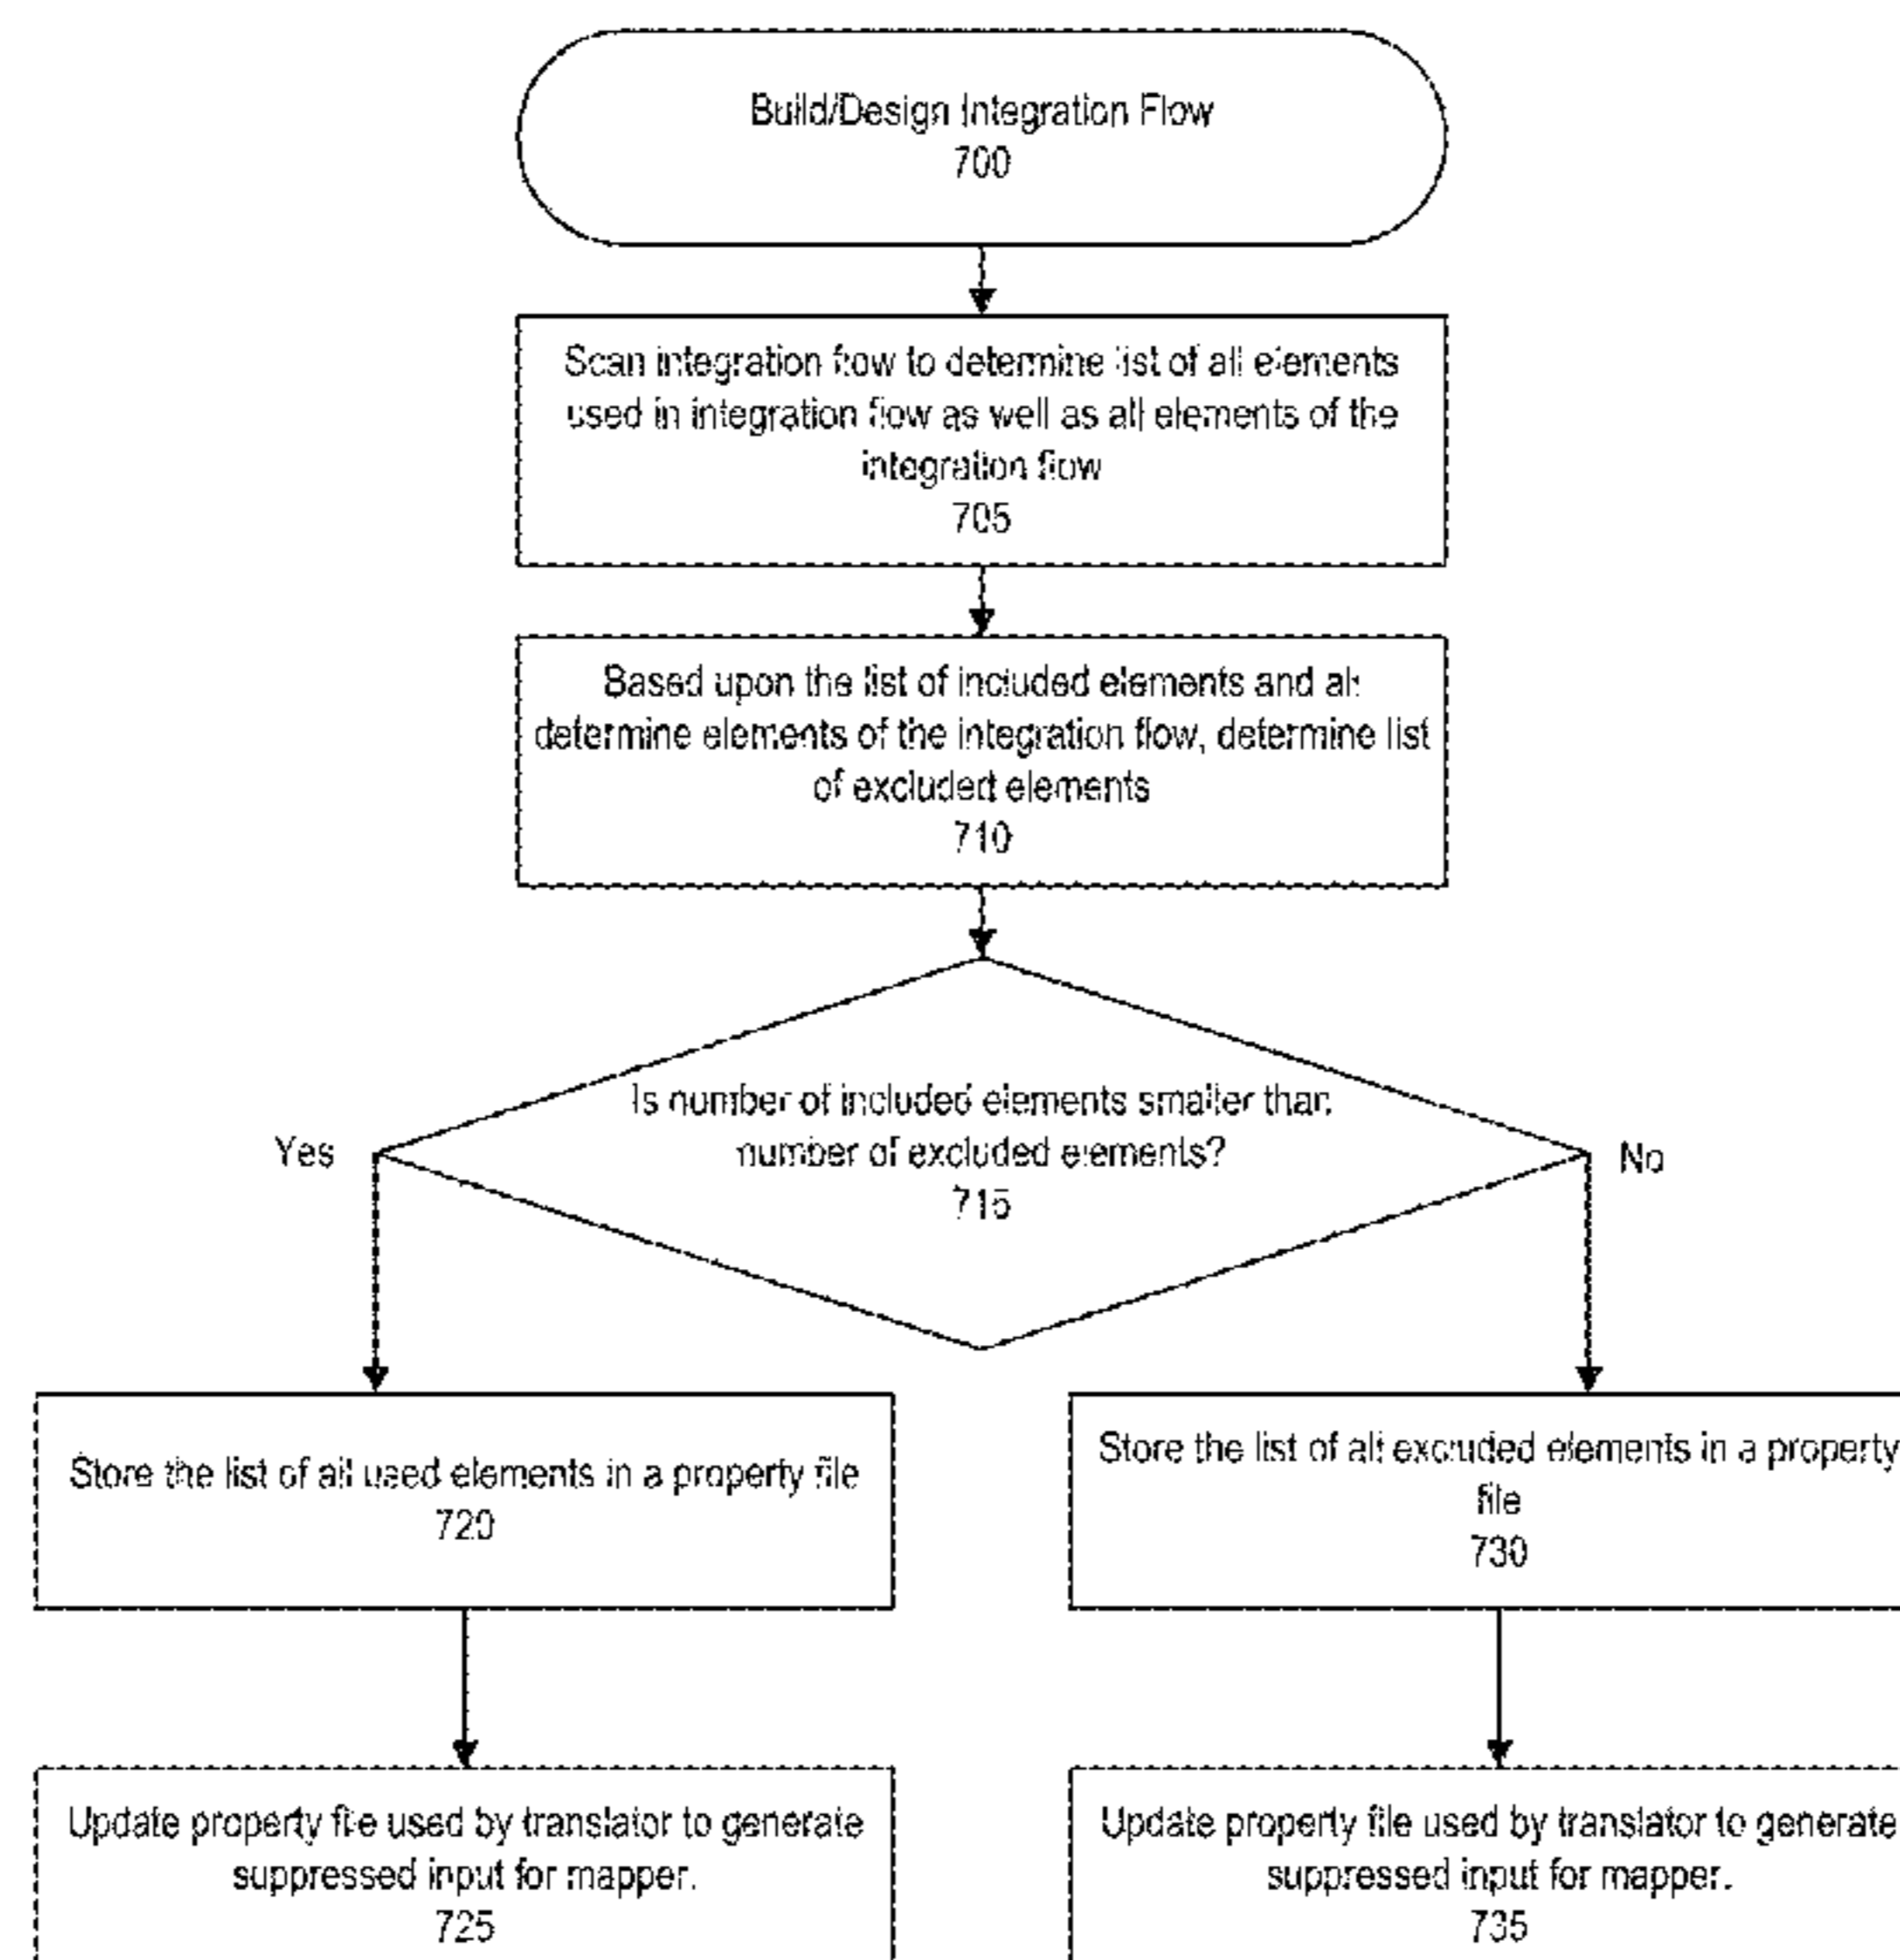 Build/Design Integration Flow
700
Scan integration flow to determine list of all elements
used in integration flow as well as all elements of the
integration flow
705
Based upon the list of included elements and all
determine elements of the integration flow, determine list
of excluded elements
710
Is number of included elements smaller than
number of excluded elements?
715
Yes
No
Store the list of all used elements in a property file
720
Store the list of all excluded elements in a property
file
730
Update property file used by translator to generate
suppressed input for mapper.
725
Update property file used by translator to generate
suppressed input for mapper.
735